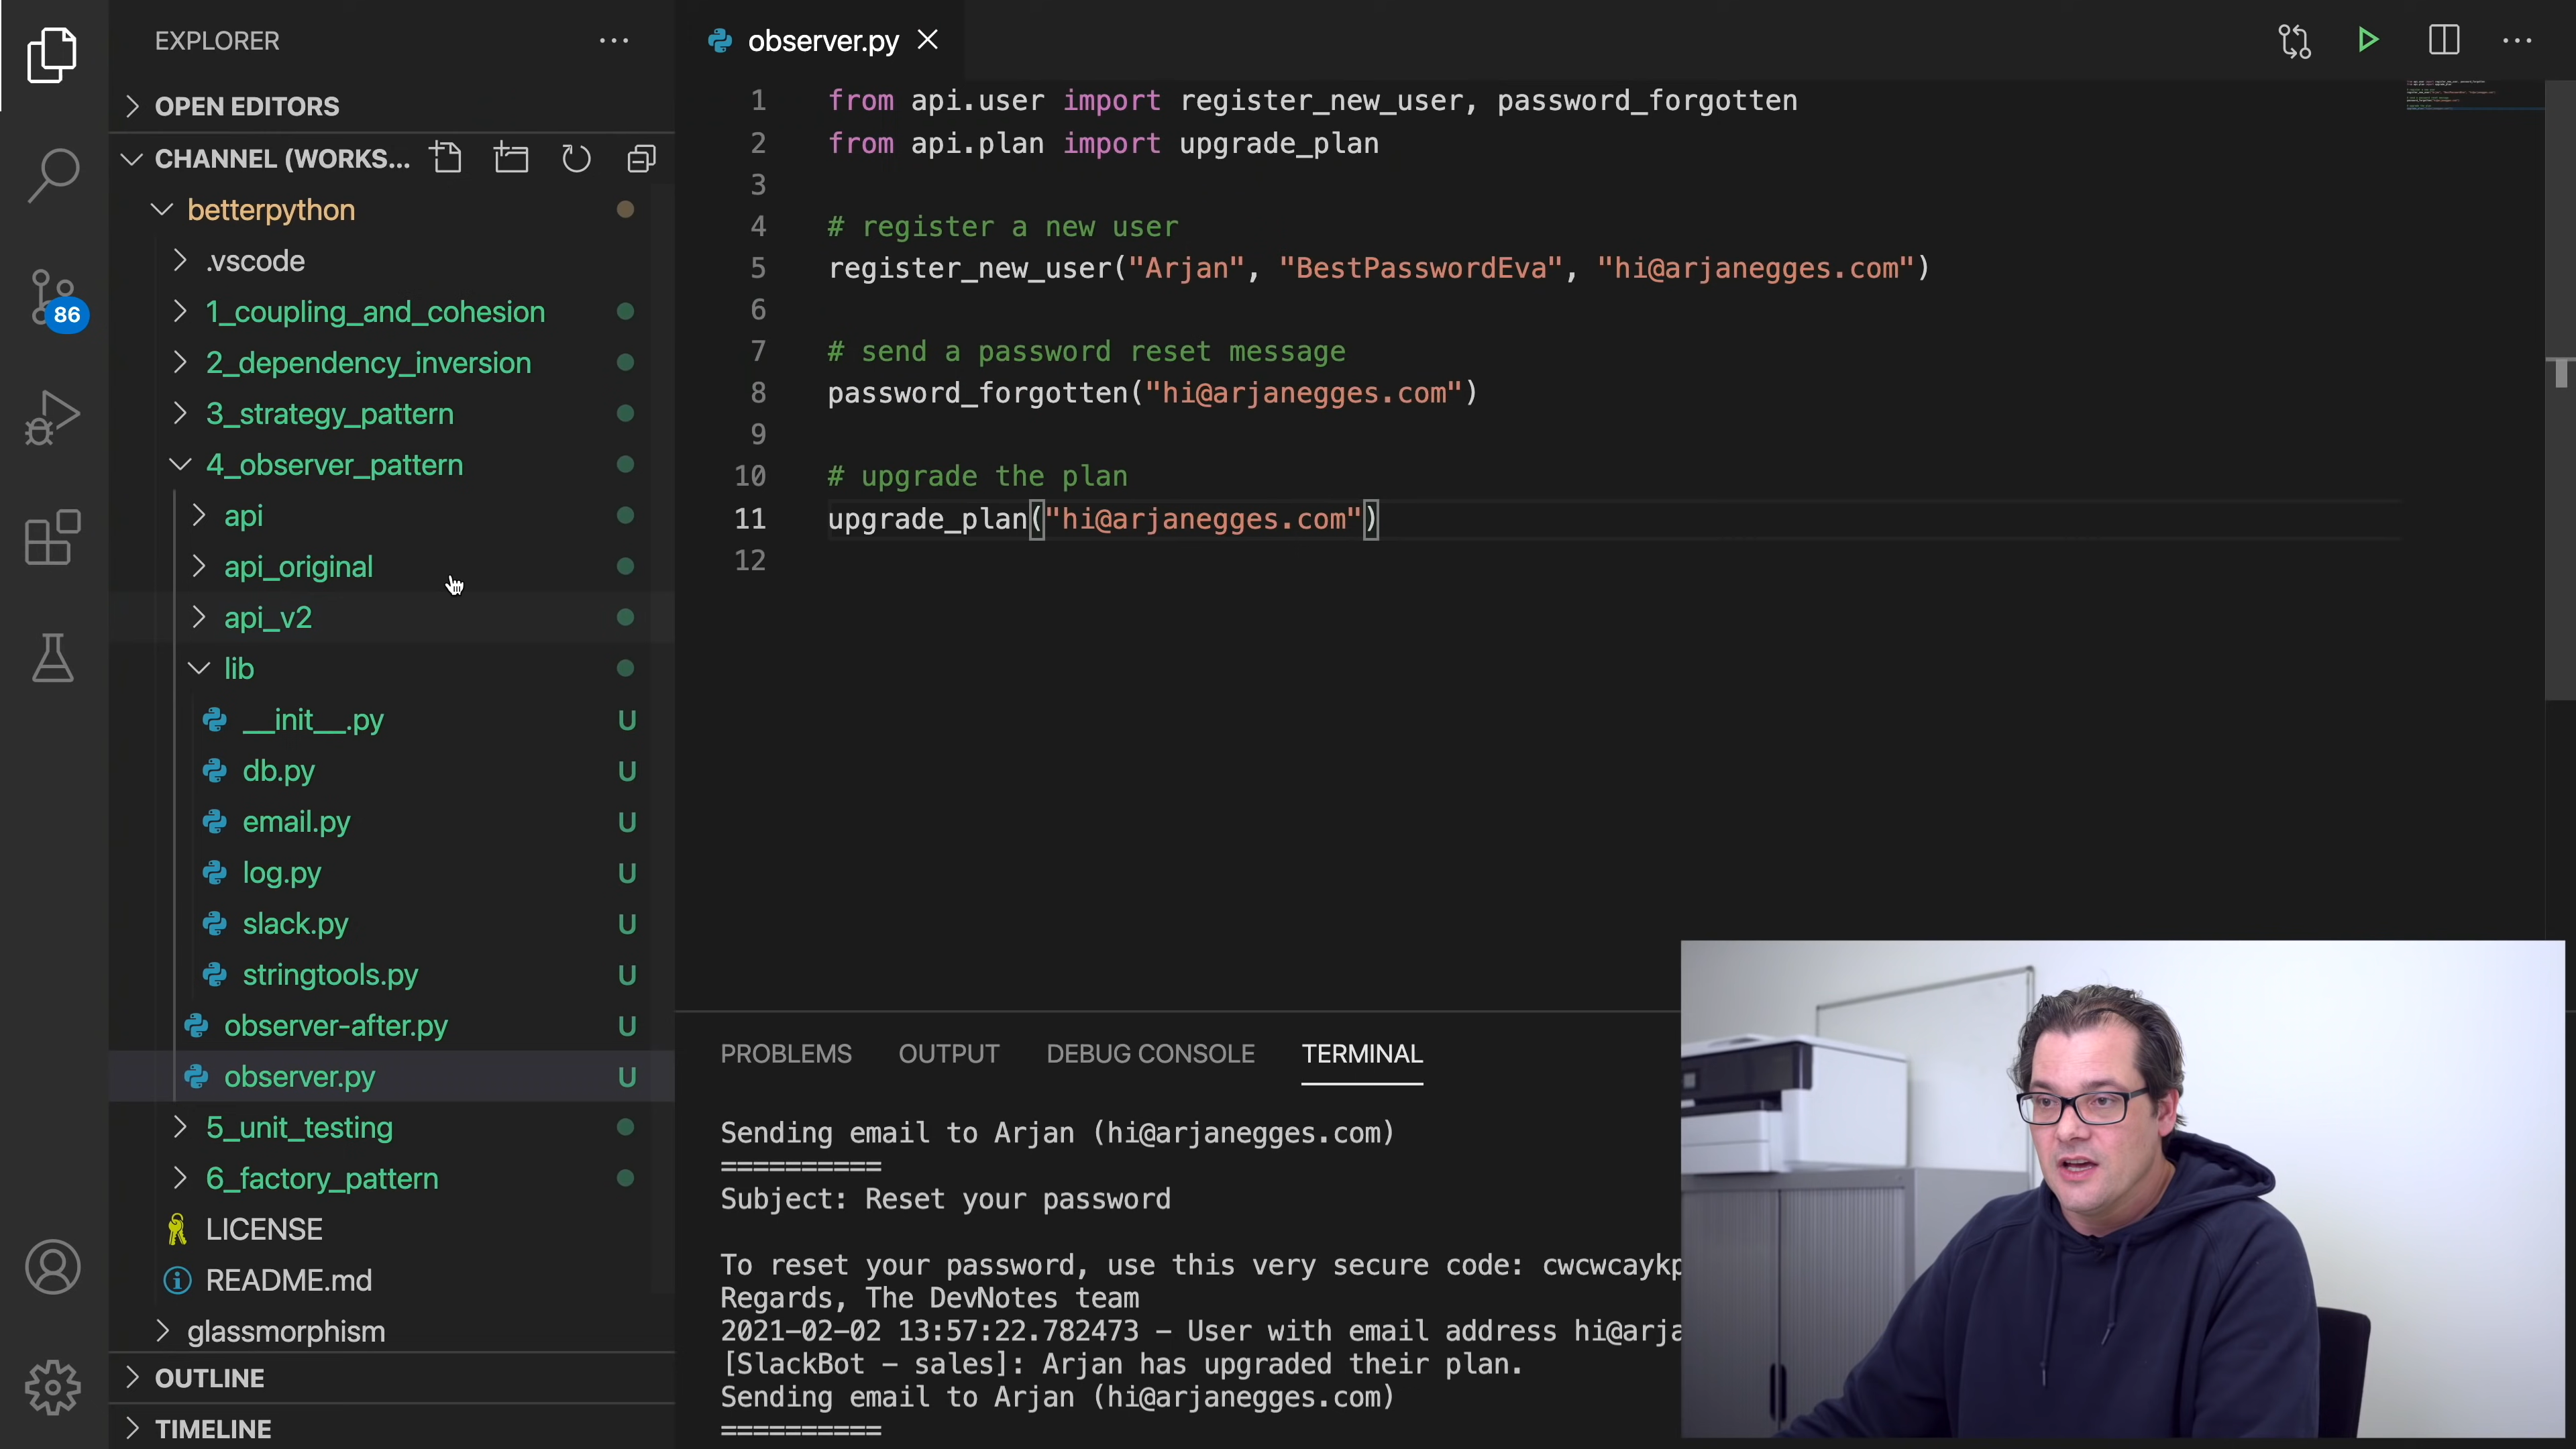 EXPLORER
OPEN EDITORS
CHANNEL (WORKS...
betterpython
.vscode
1_coupling_and_cohesion
2_dependency_inversion
3_strategy_pattern
4_observer_pattern
api
api_original
api_v2
lib
__init__.py U
db.py U
email.py U
log.py U
slack.py U
stringtools.py U
observer-after.py U
observer.py U
5_unit_testing
6_factory_pattern
LICENSE
README.md
glassmorphism
OUTLINE
TIMELINE
86
observer.py
1 from api.user import register_new_user, password_forgotten
2 from api.plan import upgrade_plan
3
4 # register a new user
5 register_new_user("Arjan", "BestPasswordEva", "hi@arjanegges.com")
6
7 # send a password reset message
8 password_forgotten("hi@arjanegges.com")
9
10 # upgrade the plan
11 upgrade_plan("hi@arjanegges.com")
12
PROBLEMS OUTPUT DEBUG CONSOLE TERMINAL
Sending email to Arjan (hi@arjanegges.com)
==========
Subject: Reset your password
To reset your password, use this very secure code: cwcwcaykp
Regards, The DevNotes team
2021-02-02 13:57:22.782473 - User with email address hi@arja
[SlackBot - sales]: Arjan has upgraded their plan.
Sending email to Arjan (hi@arjanegges.com)
==========